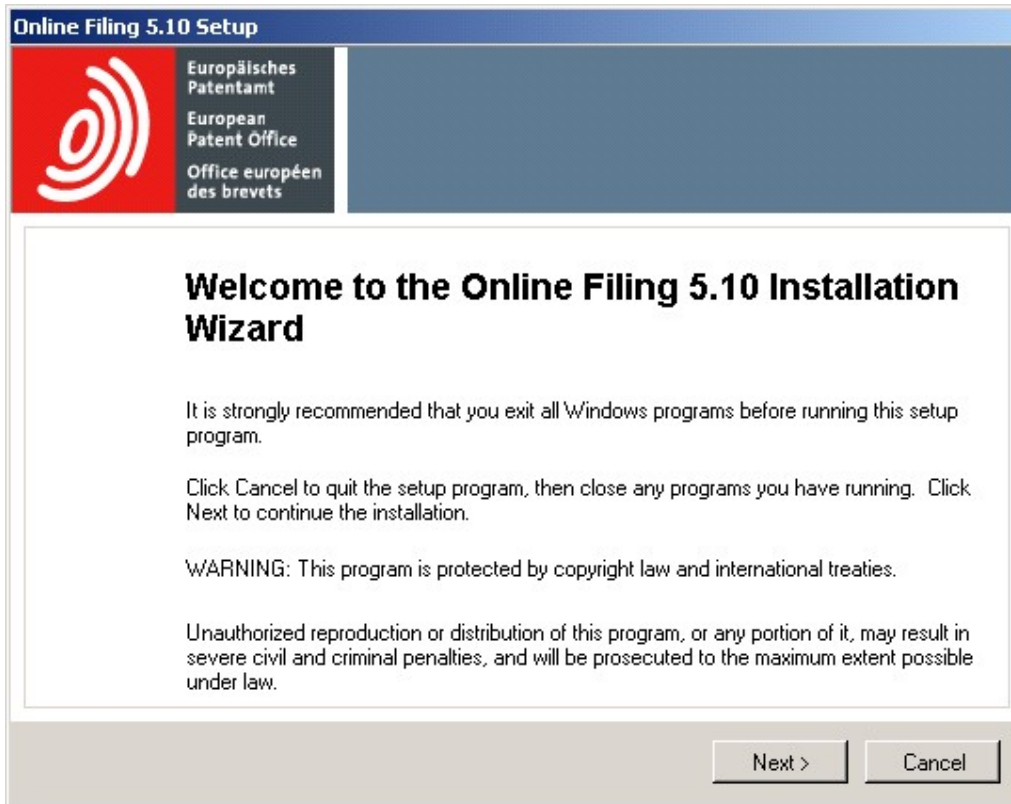 Online Filing 5.10 Setup
Europäisches
Patentamt
European
Patent Office
Office européen
des brevets
Welcome to the Online Filing 5.10 Installation
Wizard
It is strongly recommended that you exit all Windows programs before running this setup
program.
Click Cancel to quit the setup program, then close any programs you have running. Click
Next to continue the installation.
WARNING: This program is protected by copyright law and international treaties.
Unauthorized reproduction or distribution of this program, or any portion of it, may result in
severe civil and criminal penalties, and will be prosecuted to the maximum extent possible
under law.
Next >
Cancel